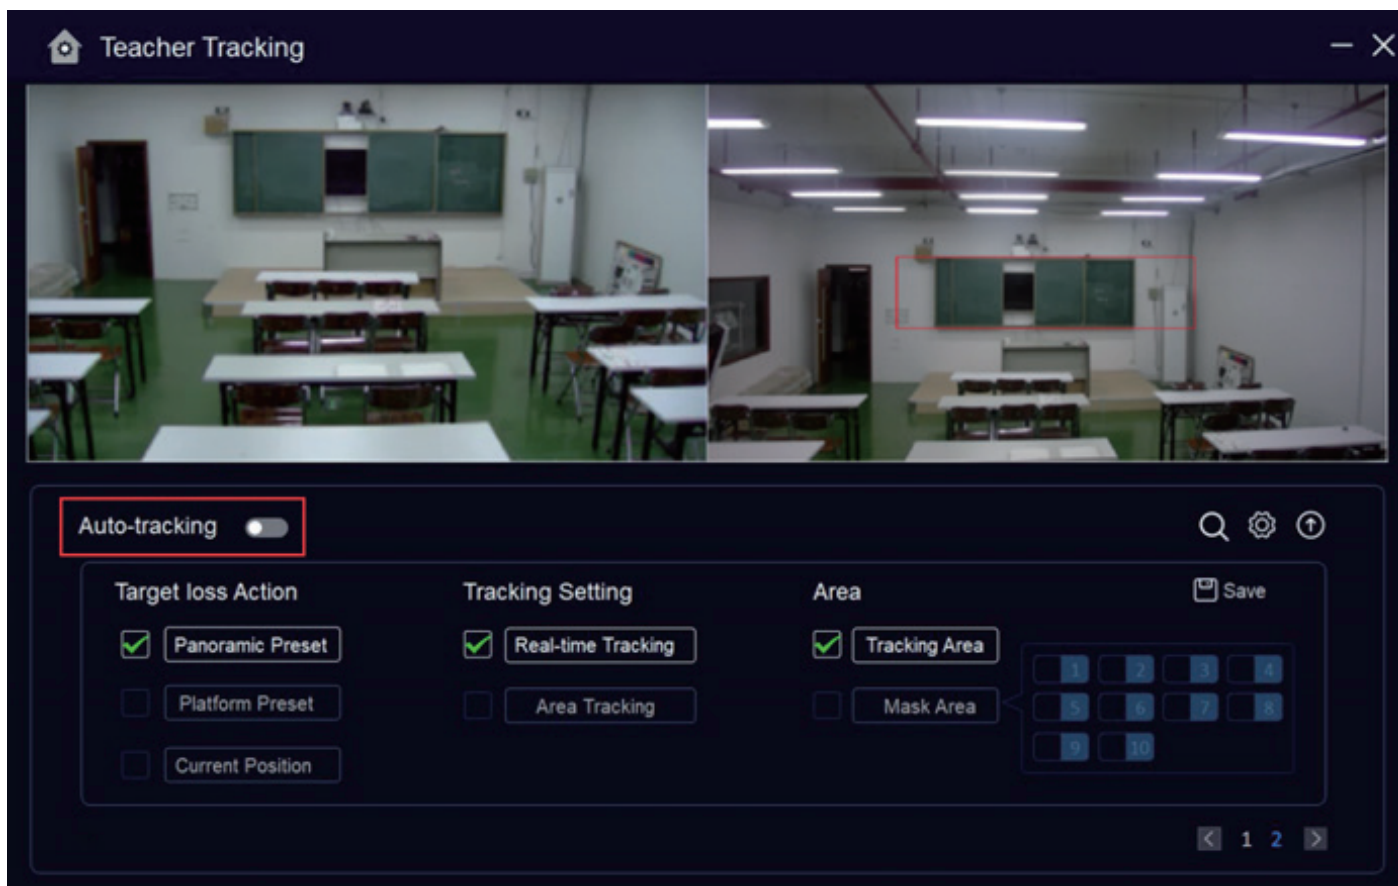 Teacher Tracking
Auto-tracking
Target loss Action
Tracking Setting
Area
Save
Panoramic Preset
Real-time Tracking
Tracking Area
1 2 3 4
Platform Preset
Area Tracking
Mask Area
5 6 7 8
9 10
Current Position
1 2